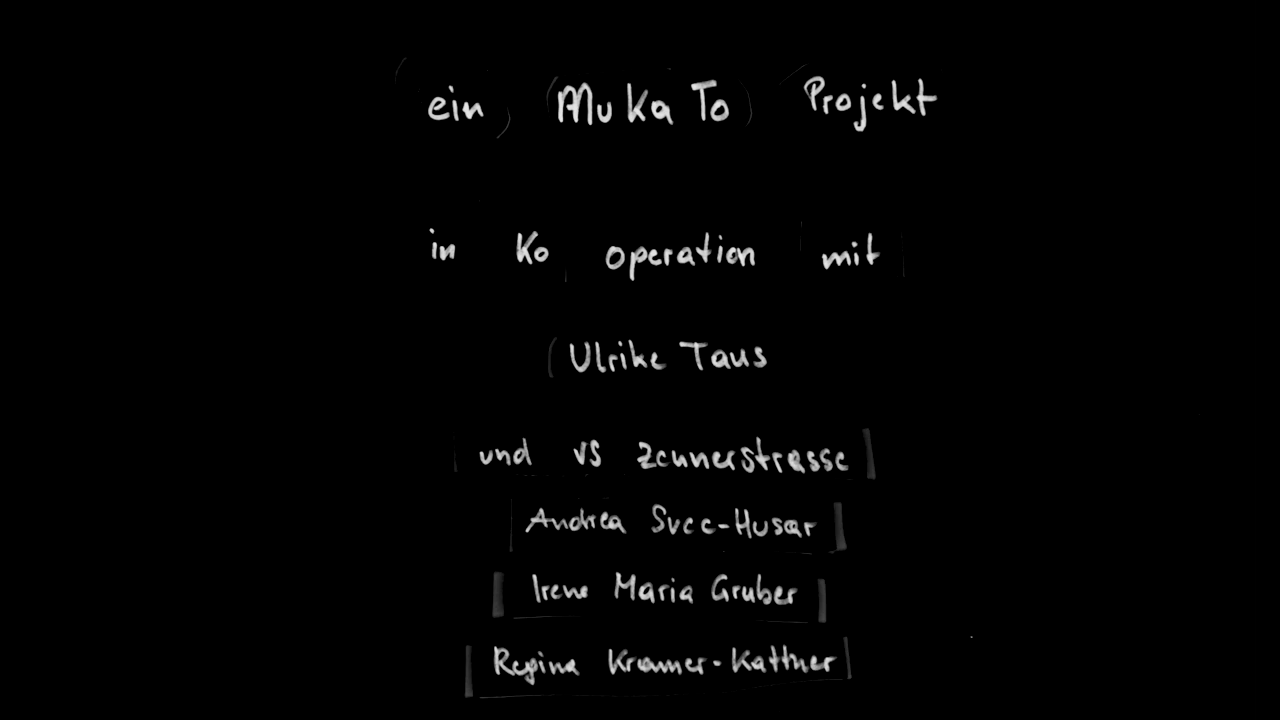 ein MuKaTo Projekt
in Ko operation mit
Ulrike Taus
und VS Zennerstrasse
Andrea Svec-Husar
Irene Maria Gruber
Regina Kramer-Kattner